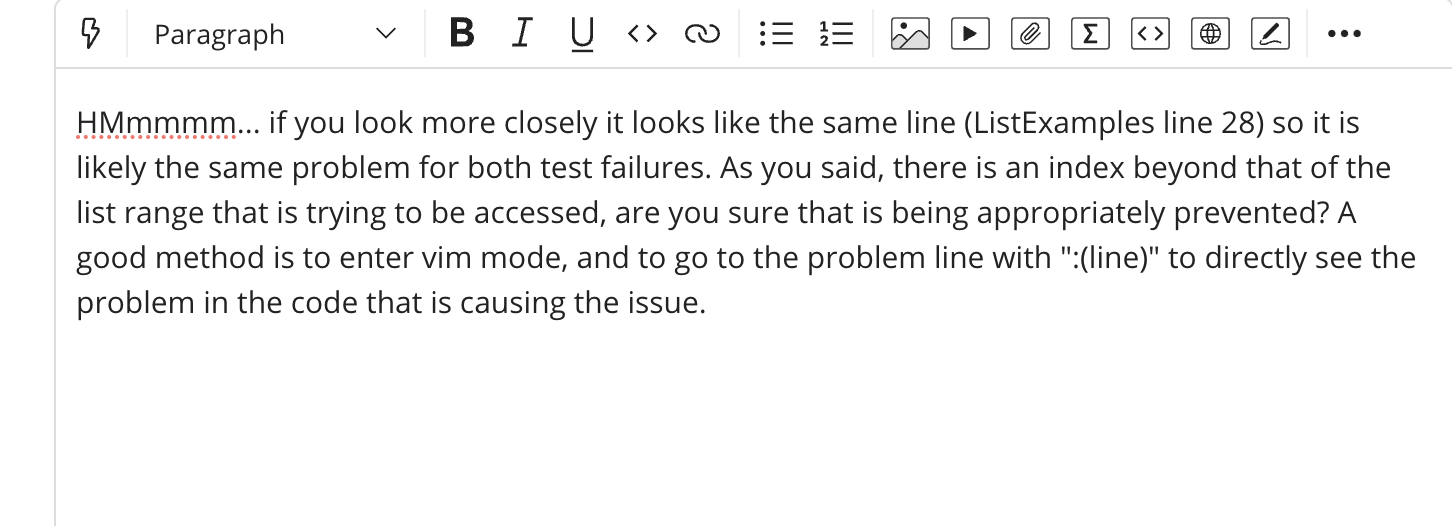 Paragraph B I U
HMmmmm... if you look more closely it looks like the same line (ListExamples line 28) so it is
likely the same problem for both test failures. As you said, there is an index beyond that of the
list range that is trying to be accessed, are you sure that is being appropriately prevented? A
good method is to enter vim mode, and to go to the problem line with ":(line)" to directly see the
problem in the code that is causing the issue.